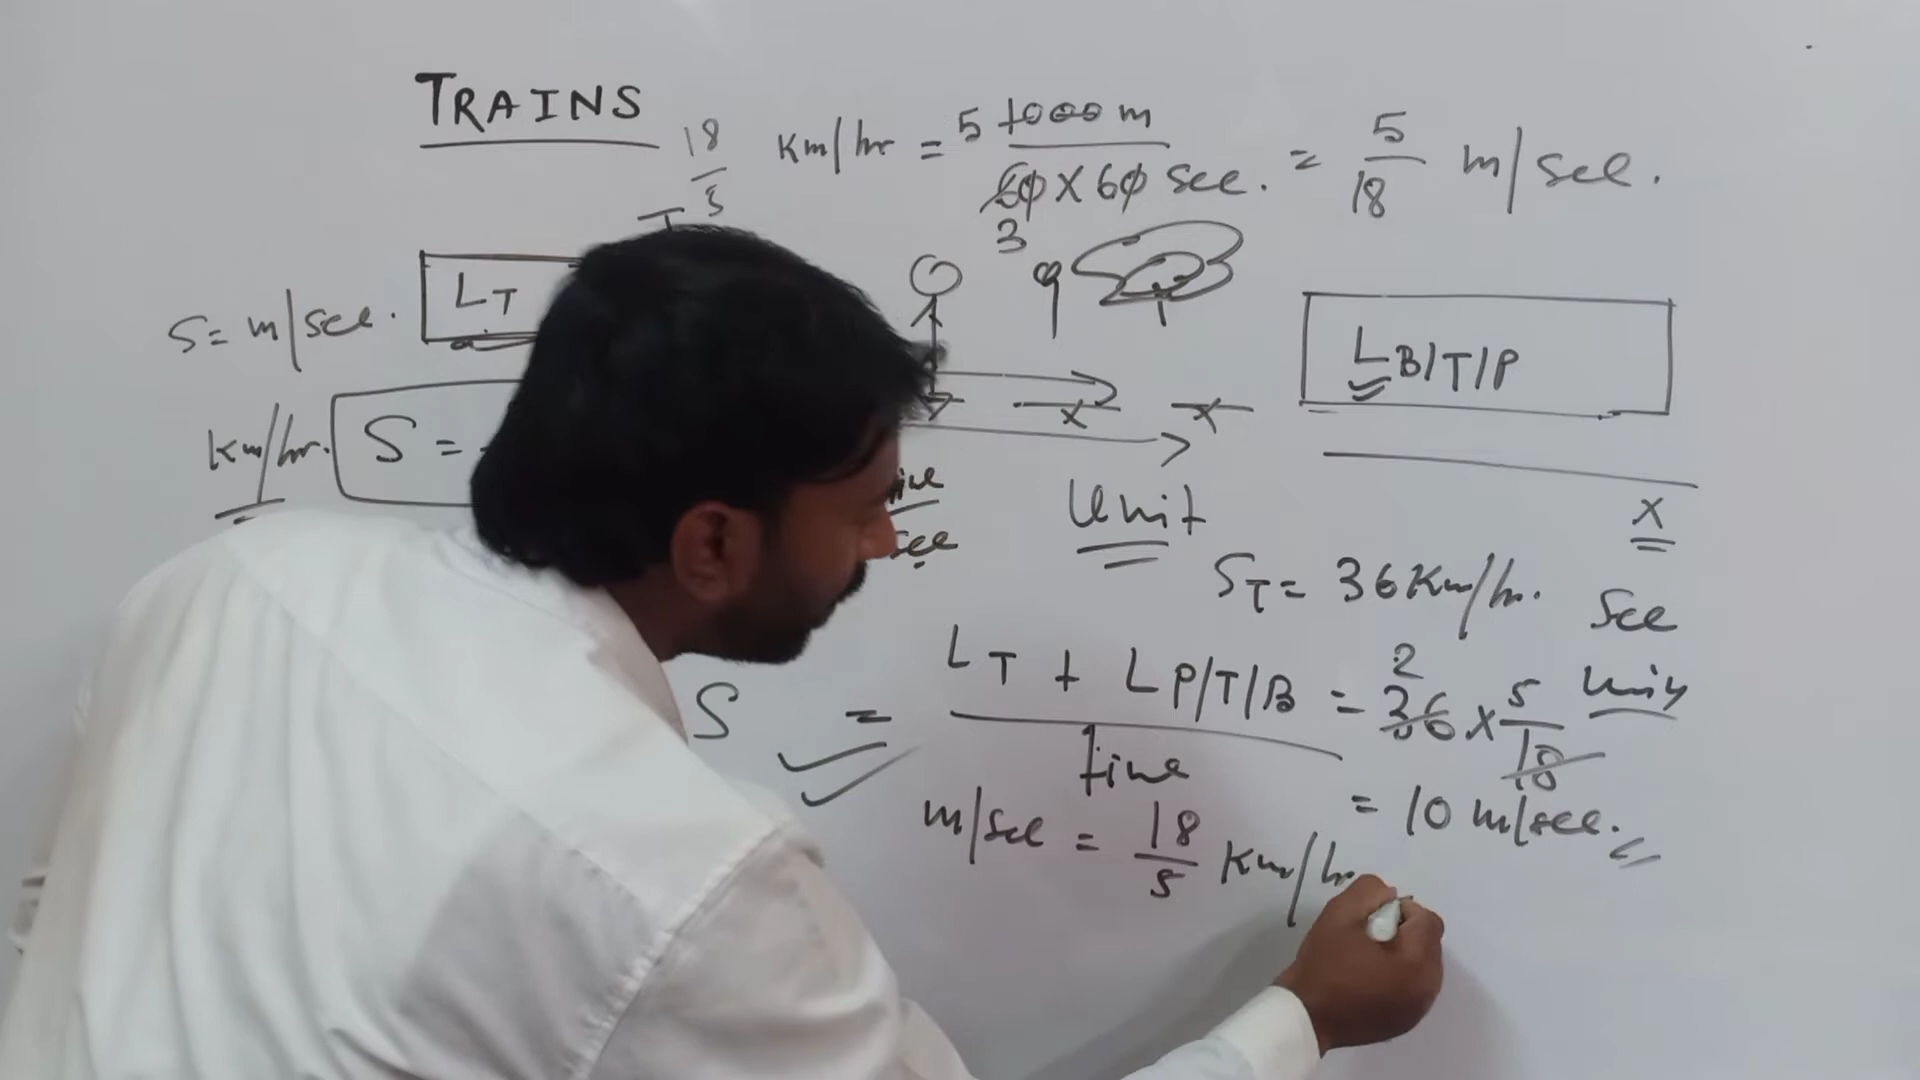 TRAINS
18/5 Km/hr = 5 1000 m / 60 X 60 sec. = 5/18 m/sec.
3
S = m/sec. LT
LB/T/P
Km/hr. S =
x x
sec Unit x
ST = 36 Km/hr. Sec
S = LT + LP/T/B / time = 2 36 x 5/18 Unit
= 10 m/sec.
m/sec = 18/5 Km/hr